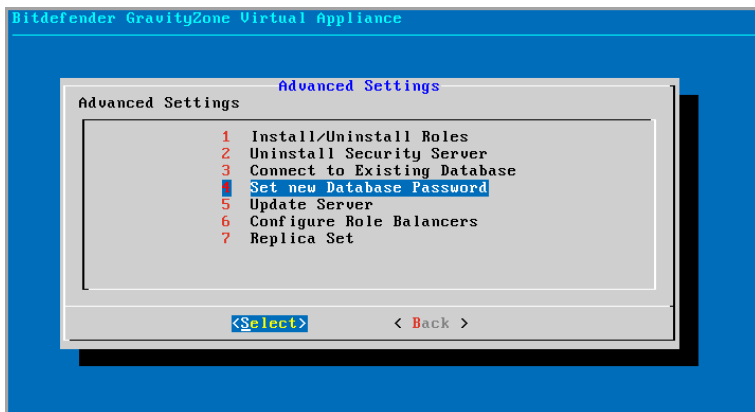 Bitdefender GravityZone Virtual Appliance
Advanced Settings
Advanced Settings
1 Install/Uninstall Roles
2 Uninstall Security Server
3 Connect to Existing Database
4 Set new Database Password
5 Update Server
6 Configure Role Balancers
7 Replica Set
<Select> < Back >